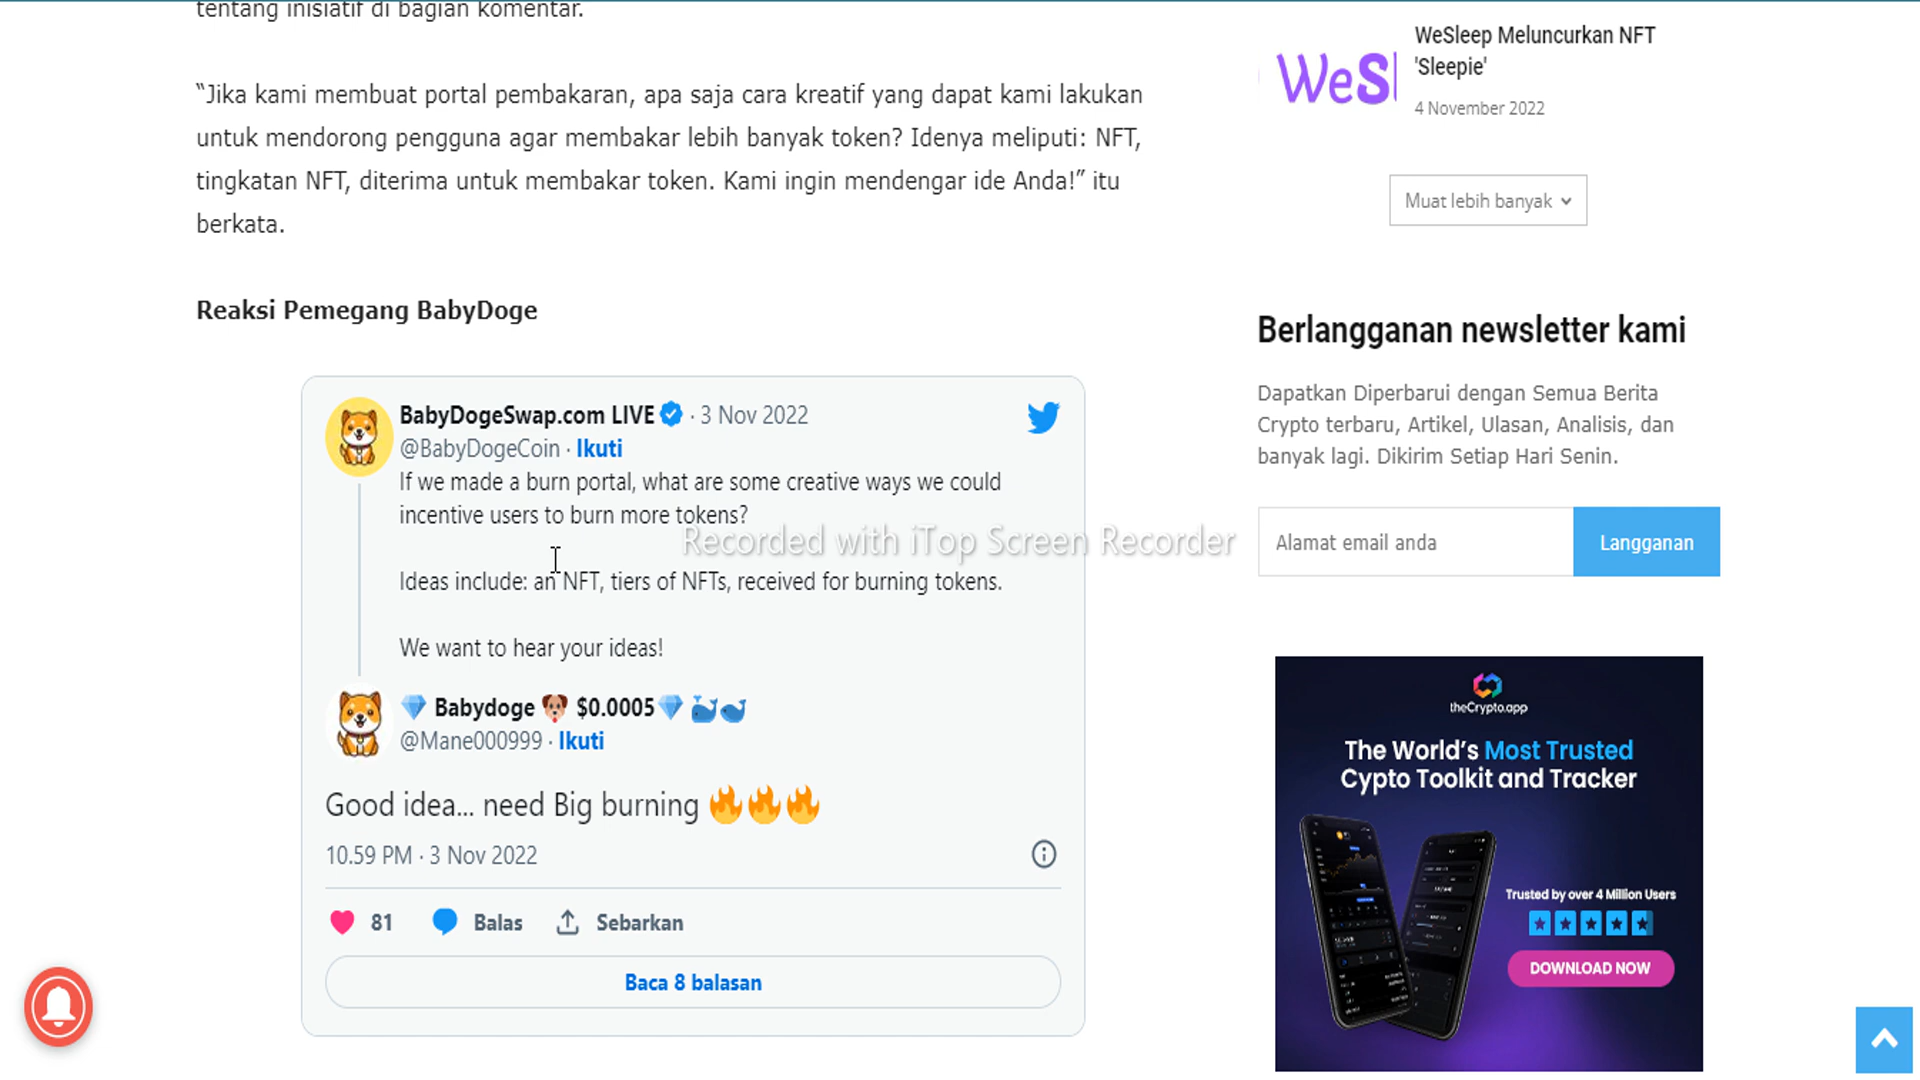 tentang inisiatif di bagian komentar.
“Jika kami membuat portal pembakaran, apa saja cara kreatif yang dapat kami lakukan
untuk mendorong pengguna agar membakar lebih banyak token? Idenya meliputi: NFT,
tingkatan NFT, diterima untuk membakar token. Kami ingin mendengar ide Anda!” itu
berkata.
Reaksi Pemegang BabyDoge
BabyDogeSwap.com LIVE · 3 Nov 2022
@BabyDogeCoin · Ikuti
If we made a burn portal, what are some creative ways we could
incentive users to burn more tokens?
Ideas include: an NFT, tiers of NFTs, received for burning tokens.
We want to hear your ideas!
💎 Babydoge 🐶 $0.0005💎🐳🐋
@Mane000999 · Ikuti
Good idea... need Big burning 🔥🔥🔥
10.59 PM · 3 Nov 2022
81 Balas Sebarkan
Baca 8 balasan
Recorded with iTop Screen Recorder
WeS
WeSleep Meluncurkan NFT
'Sleepie'
4 November 2022
Muat lebih banyak
Berlangganan newsletter kami
Dapatkan Diperbarui dengan Semua Berita
Crypto terbaru, Artikel, Ulasan, Analisis, dan
banyak lagi. Dikirim Setiap Hari Senin.
Alamat email anda
Langganan
theCrypto.app
The World’s Most Trusted
Cypto Toolkit and Tracker
Trusted by over 4 Million Users
DOWNLOAD NOW